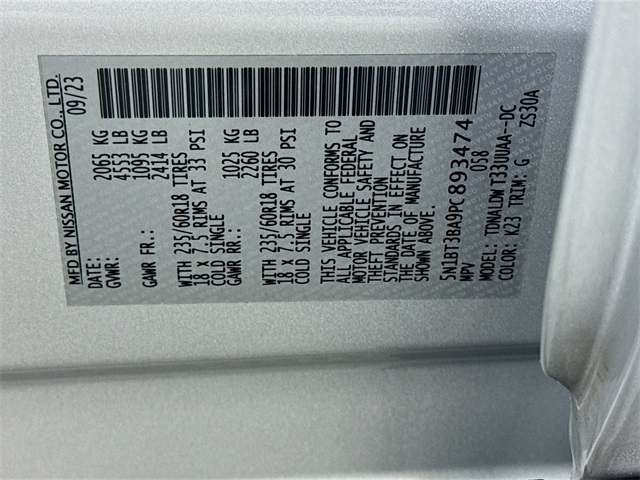 MFD BY NISSAN MOTOR CO., LTD.
DATE: 09/23
GVWR: 2065 KG
4553 LB
GAWR FR.: 1095 KG
2414 LB
WITH 235/60R18 TIRES
18 X 7.5 RIMS AT 33 PSI
COLD SINGLE
GAWR RR.: 1025 KG
2260 LB
WITH 235/60R18 TIRES
18 X 7.5 RIMS AT 30 PSI
COLD SINGLE
THIS VEHICLE CONFORMS TO
ALL APPLICABLE FEDERAL
MOTOR VEHICLE SAFETY AND
THEFT PREVENTION
STANDARDS IN EFFECT ON
THE DATE OF MANUFACTURE
SHOWN ABOVE.
5N1BT3BA9PC893474
MPV 058
MODEL: TDNALDW T33UUAA--DC
COLOR: K23 TRIM: G ZS30A